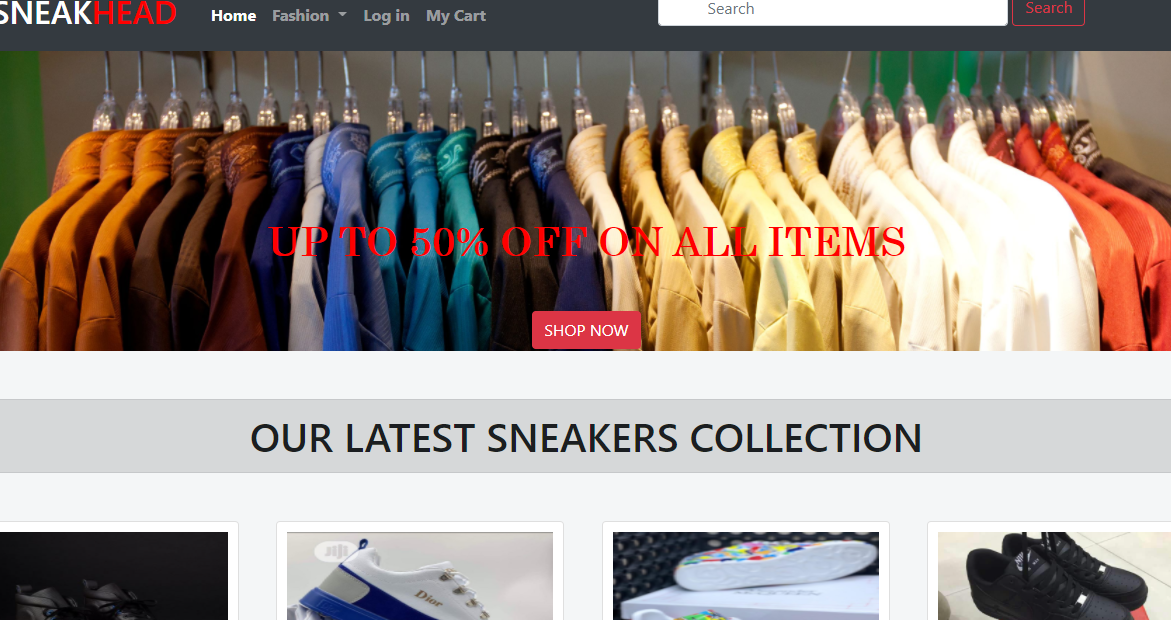 SNEAKHEAD Home Fashion Log in My Cart Search Search
UP TO 50% OFF ON ALL ITEMS
SHOP NOW
OUR LATEST SNEAKERS COLLECTION
JIJI
Dior